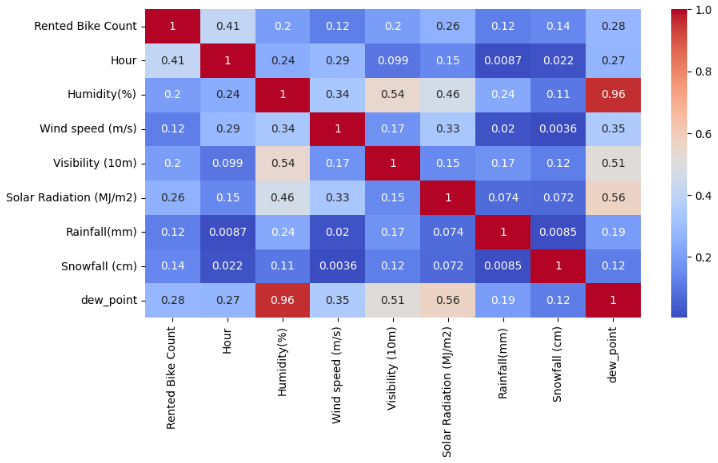 Rented Bike Count 1 0.41 0.2 0.12 0.2 0.26 0.12 0.14 0.28
Hour 0.41 1 0.24 0.29 0.099 0.15 0.0087 0.022 0.27
Humidity(%) 0.2 0.24 1 0.34 0.54 0.46 0.24 0.11 0.96
Wind speed (m/s) 0.12 0.29 0.34 1 0.17 0.33 0.02 0.0036 0.35
Visibility (10m) 0.2 0.099 0.54 0.17 1 0.15 0.17 0.12 0.51
Solar Radiation (MJ/m2) 0.26 0.15 0.46 0.33 0.15 1 0.074 0.072 0.56
Rainfall(mm) 0.12 0.0087 0.24 0.02 0.17 0.074 1 0.0085 0.19
Snowfall (cm) 0.14 0.022 0.11 0.0036 0.12 0.072 0.0085 1 0.12
dew_point 0.28 0.27 0.96 0.35 0.51 0.56 0.19 0.12 1
Rented Bike Count
Hour
Humidity(%)
Wind speed (m/s)
Visibility (10m)
Solar Radiation (MJ/m2)
Rainfall(mm)
Snowfall (cm)
dew_point
1.0
0.8
0.6
0.4
0.2